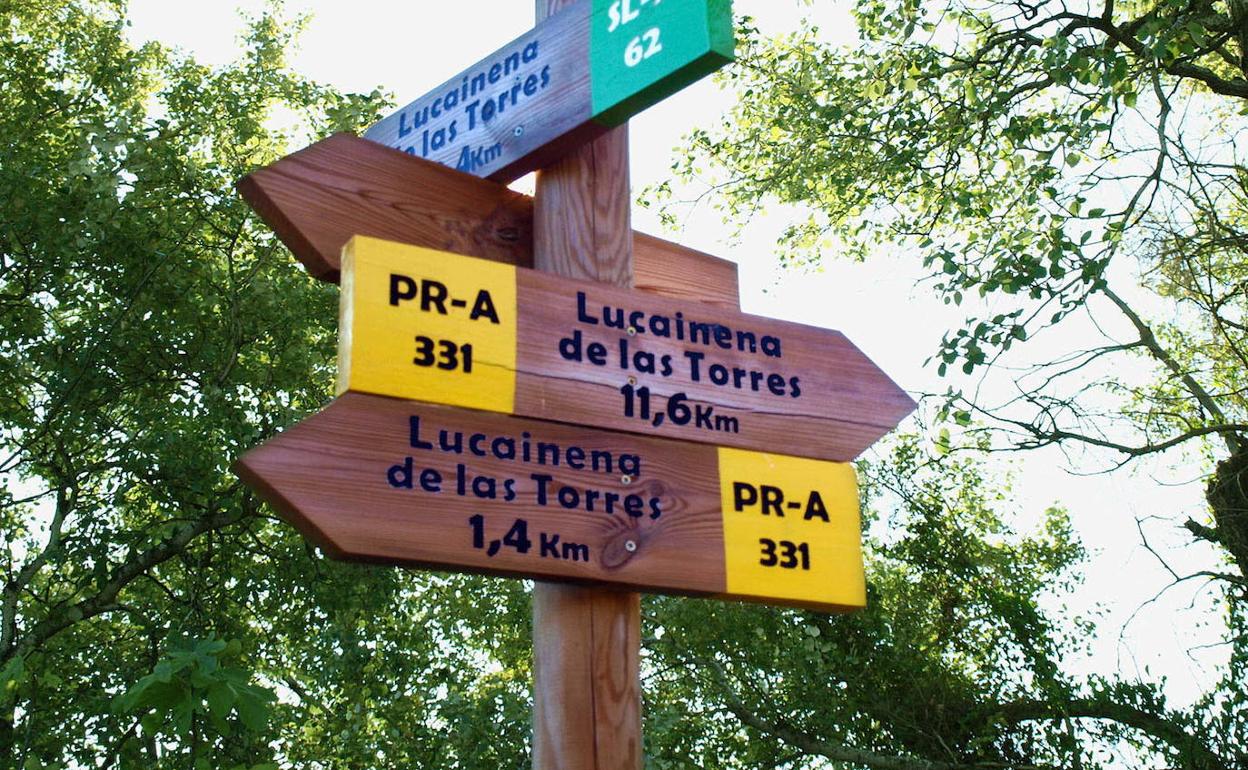 Lucainena
de las Torres
4Km
62
PR-A
331
Lucainena
de las Torres
11,6 Km
Lucainena
de las Torres
1,4 Km
PR-A
331